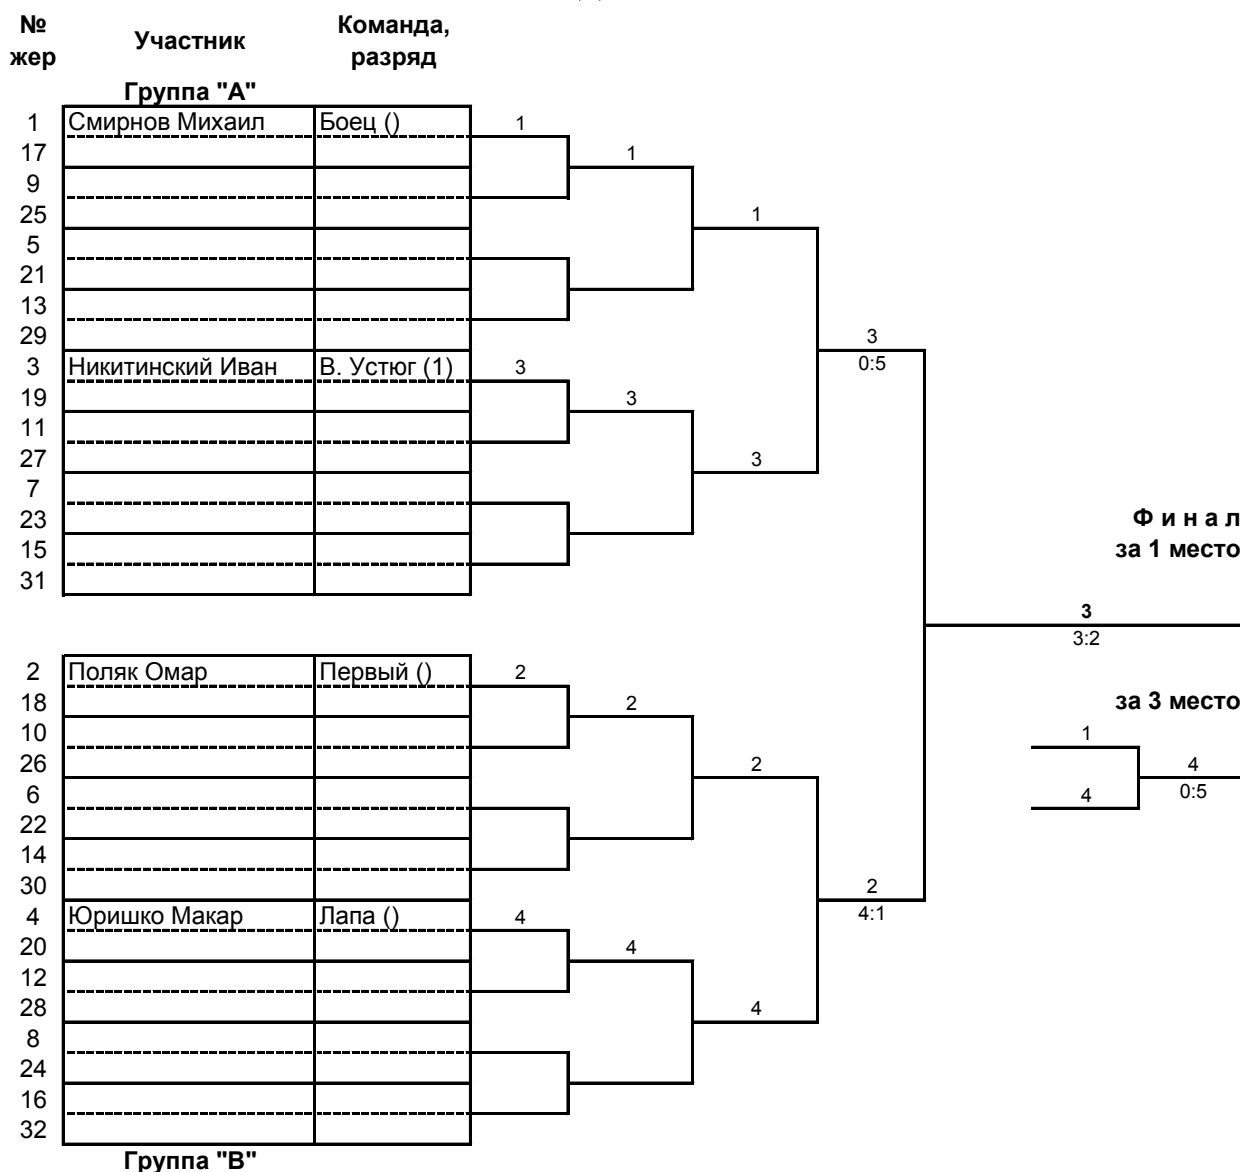 № жер Участник Команда, разряд
Группа "А"
1 Смирнов Михаил Боец () 1
17 1
9
25 1
5
21
13
29 3
3 Никитинский Иван В. Устюг (1) 3 0:5
19 3
11
27 3
7
23 Ф и н а л
15 за 1 место
31
3
3:2
2 Поляк Омар Первый () 2
18 2 за 3 место
10 1
26 2 4
6 4 0:5
22
14
30 2
4 Юришко Макар Лапа () 4 4:1
20 4
12
28 4
8
24
16
32
Группа "В"